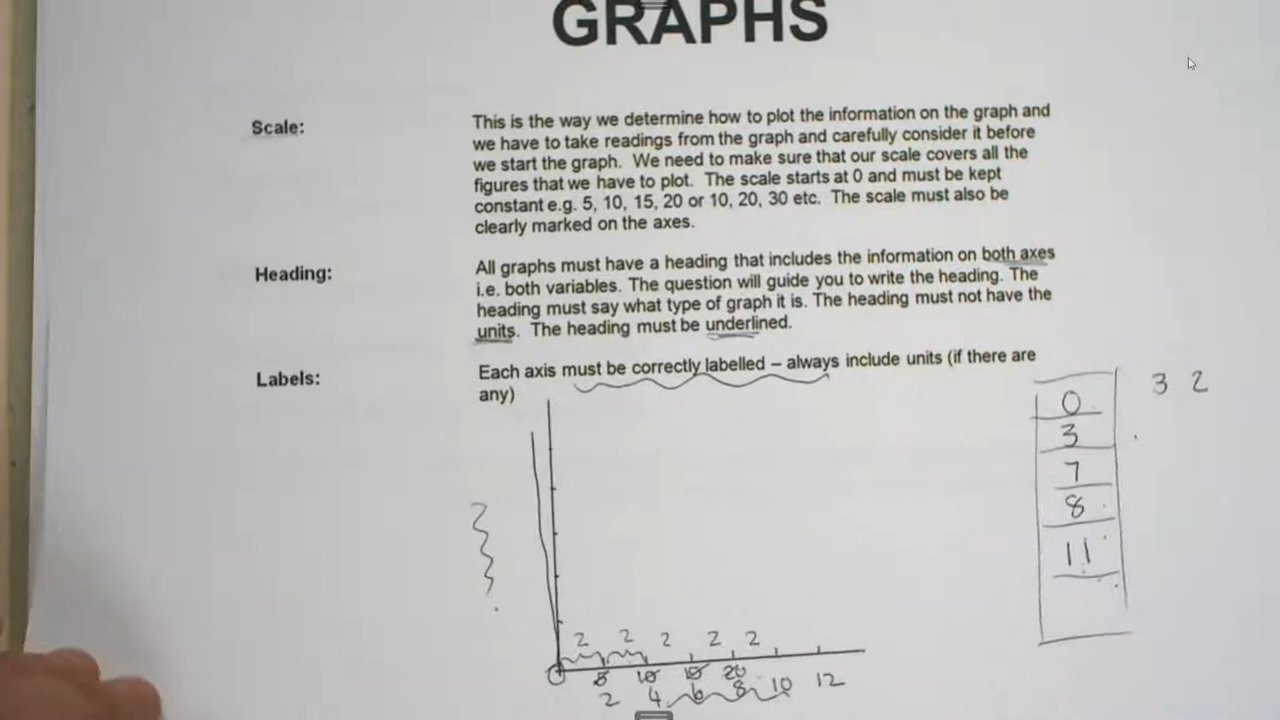 GRAPHS
Scale:
This is the way we determine how to plot the information on the graph and
we have to take readings from the graph and carefully consider it before
we start the graph. We need to make sure that our scale covers all the
figures that we have to plot. The scale starts at 0 and must be kept
constant e.g. 5, 10, 15, 20 or 10, 20, 30 etc. The scale must also be
clearly marked on the axes.
Heading:
All graphs must have a heading that includes the information on both axes
i.e. both variables. The question will guide you to write the heading. The
heading must say what type of graph it is. The heading must not have the
units. The heading must be underlined.
Labels:
Each axis must be correctly labelled – always include units (if there are
any)
3 2
0
3
7
8
11
2 2 2 2 2
0 5 10 15 20
2 4 6 8 10 12